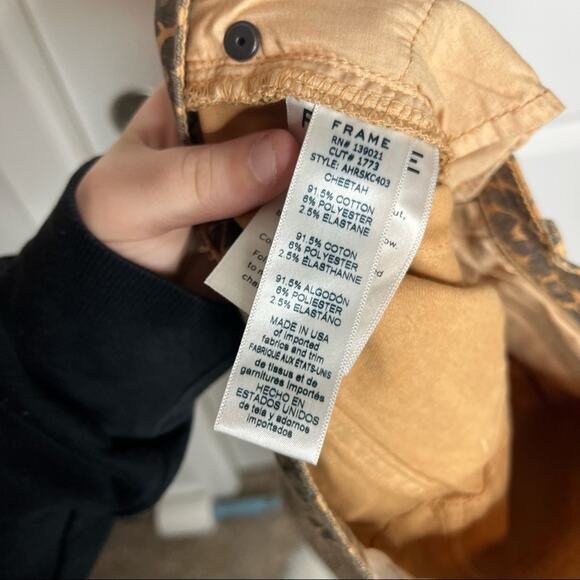 FRAME
RN# 139021
CUT# 1773
STYLE: AHRSKC403
CHEETAH
91.5% COTTON
6% POLYESTER
2.5% ELASTANE
91.5% COTON
6% POLYESTER
2.5% ÉLASTHANNE
91.5% ALGODÓN
6% POLIÉSTER
2.5% ELASTANO
MADE IN USA
of imported
fabrics and trim
FABRIQUÉ AUX ÉTATS-UNIS
de tissus et de
garnitures importés
HECHO EN
ESTADOS UNIDOS
de tela y adornos
importados